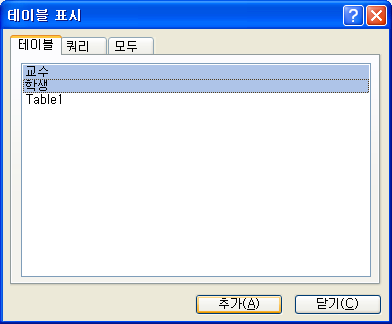 테이블 표시
테이블 쿼리 모두
교수
학생
Table1
추가(A) 닫기(C)